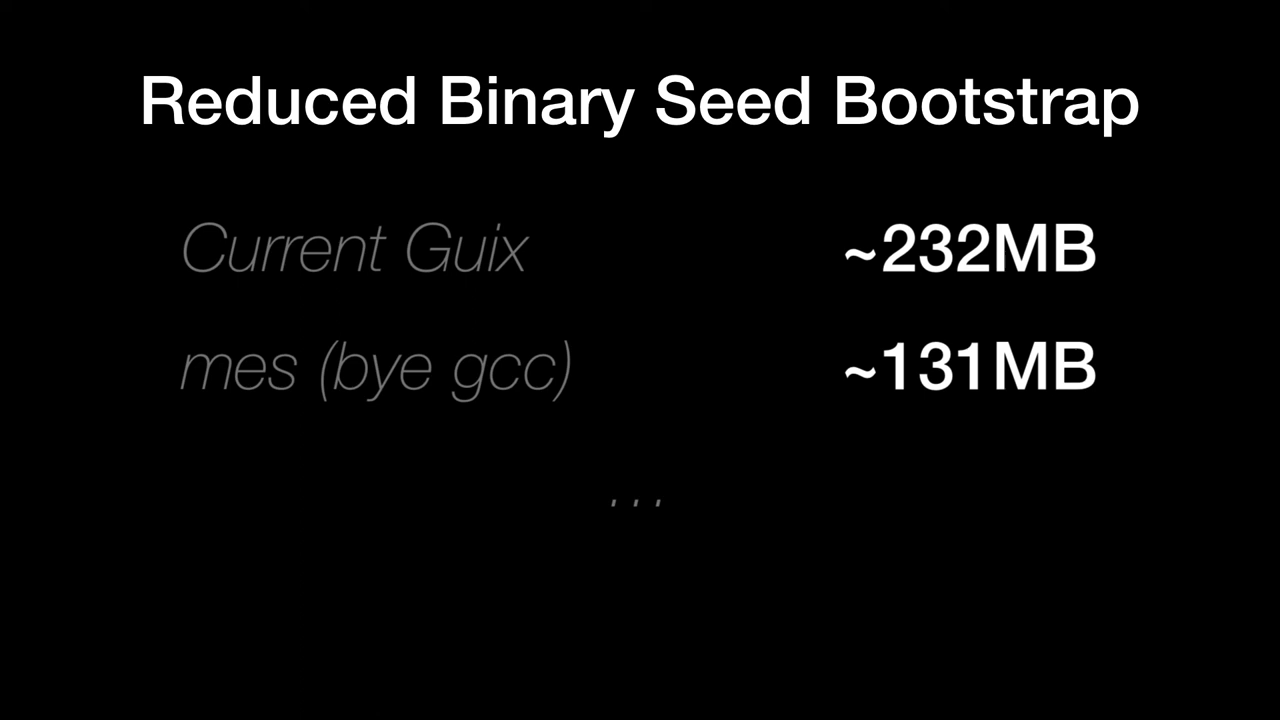 Reduced Binary Seed Bootstrap
Current Guix ~232MB
mes (bye gcc) ~131MB
...